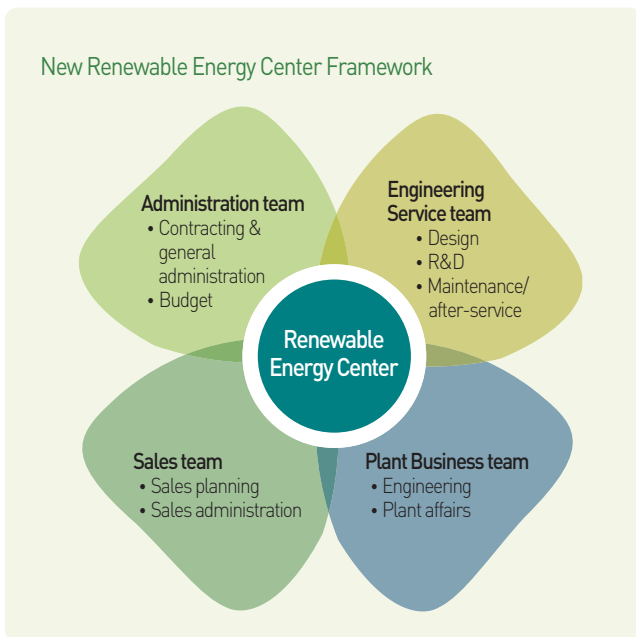 New Renewable Energy Center Framework
Administration team
• Contracting &
general
administration
• Budget
Engineering
Service team
• Design
• R&D
• Maintenance/
after-service
Renewable
Energy Center
Sales team
• Sales planning
• Sales administration
Plant Business team
• Engineering
• Plant affairs